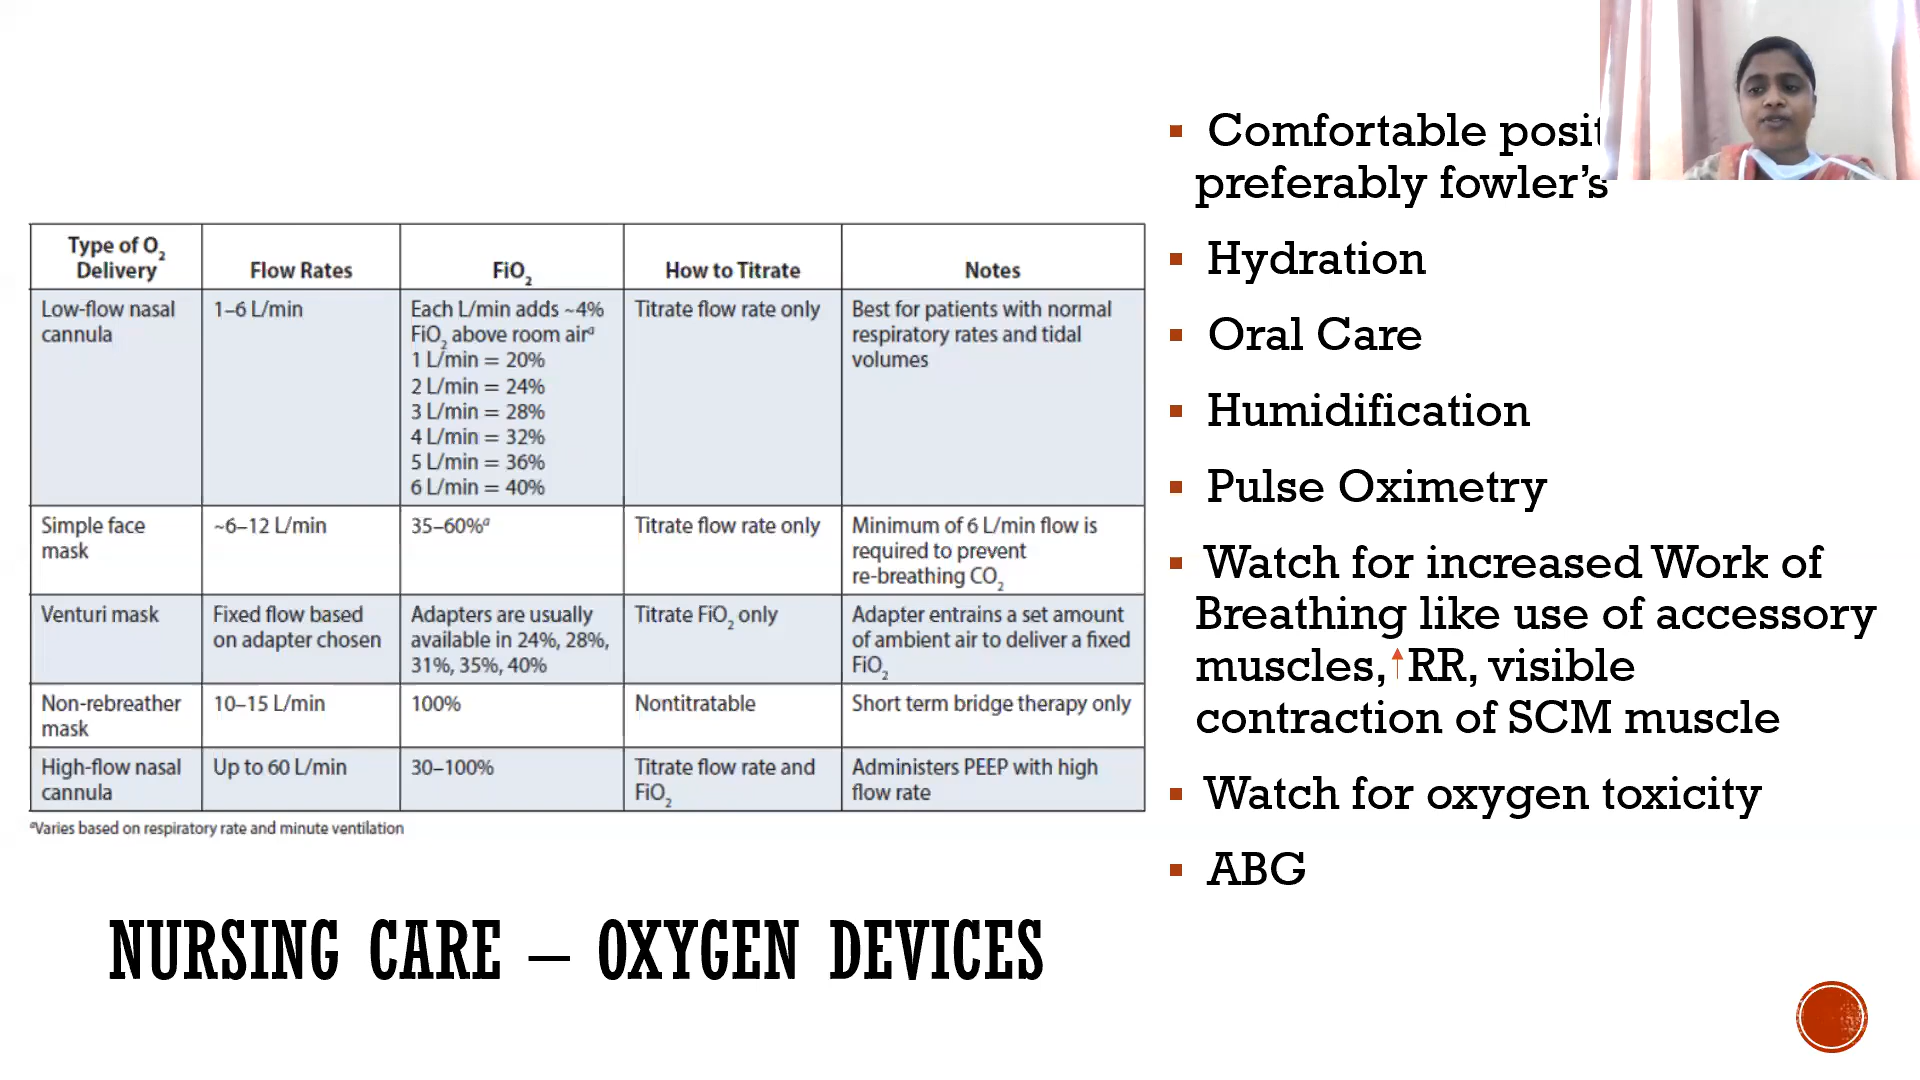 Type of O2 Delivery | Flow Rates | FiO2 | How to Titrate | Notes
Low-flow nasal cannula | 1–6 L/min | Each L/min adds ~4% FiO2 above room airᵃ 1 L/min = 20% 2 L/min = 24% 3 L/min = 28% 4 L/min = 32% 5 L/min = 36% 6 L/min = 40% | Titrate flow rate only | Best for patients with normal respiratory rates and tidal volumes
Simple face mask | ~6–12 L/min | 35–60%ᵃ | Titrate flow rate only | Minimum of 6 L/min flow is required to prevent re-breathing CO2
Venturi mask | Fixed flow based on adapter chosen | Adapters are usually available in 24%, 28%, 31%, 35%, 40% | Titrate FiO2 only | Adapter entrains a set amount of ambient air to deliver a fixed FiO2
Non-rebreather mask | 10–15 L/min | 100% | Nontitratable | Short term bridge therapy only
High-flow nasal cannula | Up to 60 L/min | 30–100% | Titrate flow rate and FiO2 | Administers PEEP with high flow rate
ᵃVaries based on respiratory rate and minute ventilation
NURSING CARE – OXYGEN DEVICES
▪ Comfortable
preferably fowler’s
▪ Hydration
▪ Oral Care
▪ Humidification
▪ Pulse Oximetry
▪ Watch for increased Work of
Breathing like use of accessory
muscles,↑RR, visible
contraction of SCM muscle
▪ Watch for oxygen toxicity
▪ ABG